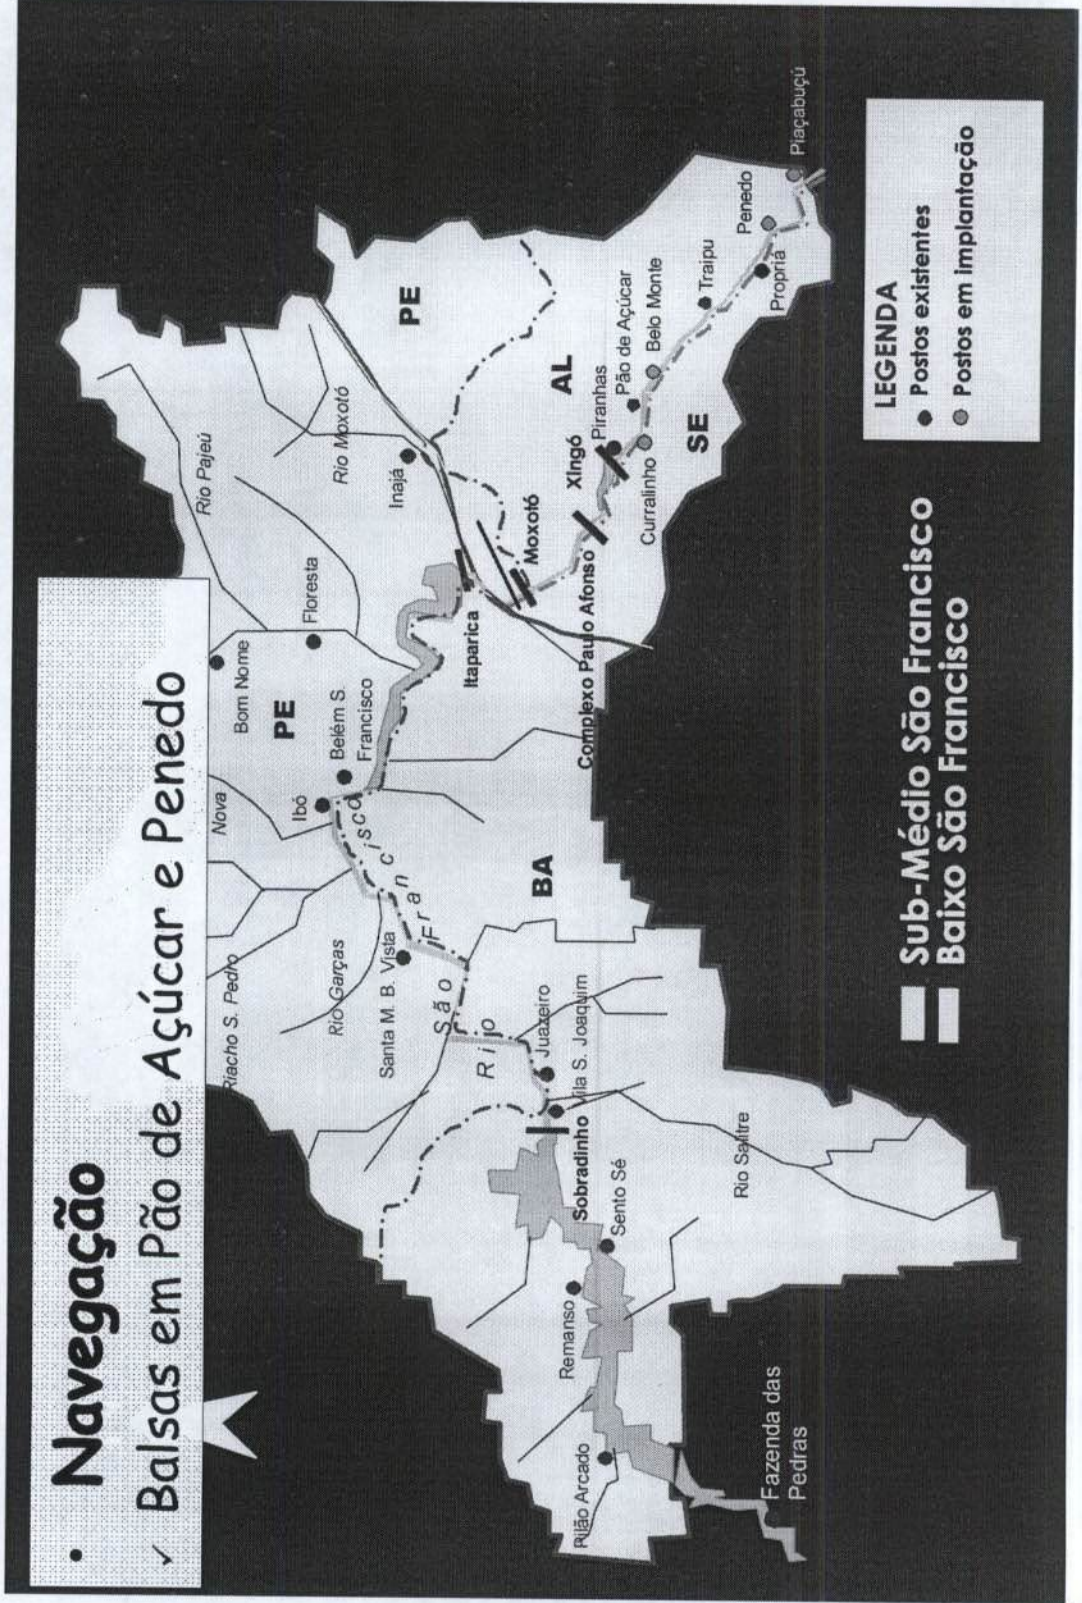 • Navegação
✓ Balsas em Pão de Açúcar e Penedo
Riacho S. Pedro
Nova
Bom Nome
Rio Pajeú
Rio Garças
Ibó
PE
Belém S.
Francisco
Floresta
Rio Moxotó
Inajá
PE
Santa M. B. Vista
Rio São Francisco
Itaparica
Moxotó
Xingó
AL
Piranhas
Pão de Açúcar
Belo Monte
Traipu
Penedo
Piaçabuçú
Juazeiro
Vila S. Joaquim
BA
Complexo Paulo Afonso
Curralinho
SE
Propriá
Sobradinho
Sento Sé
Remanso
Rilão Arcado
Rio Salitre
Fazenda das
Pedras
LEGENDA
Postos existentes
Postos em implantação
Sub-Médio São Francisco
Baixo São Francisco